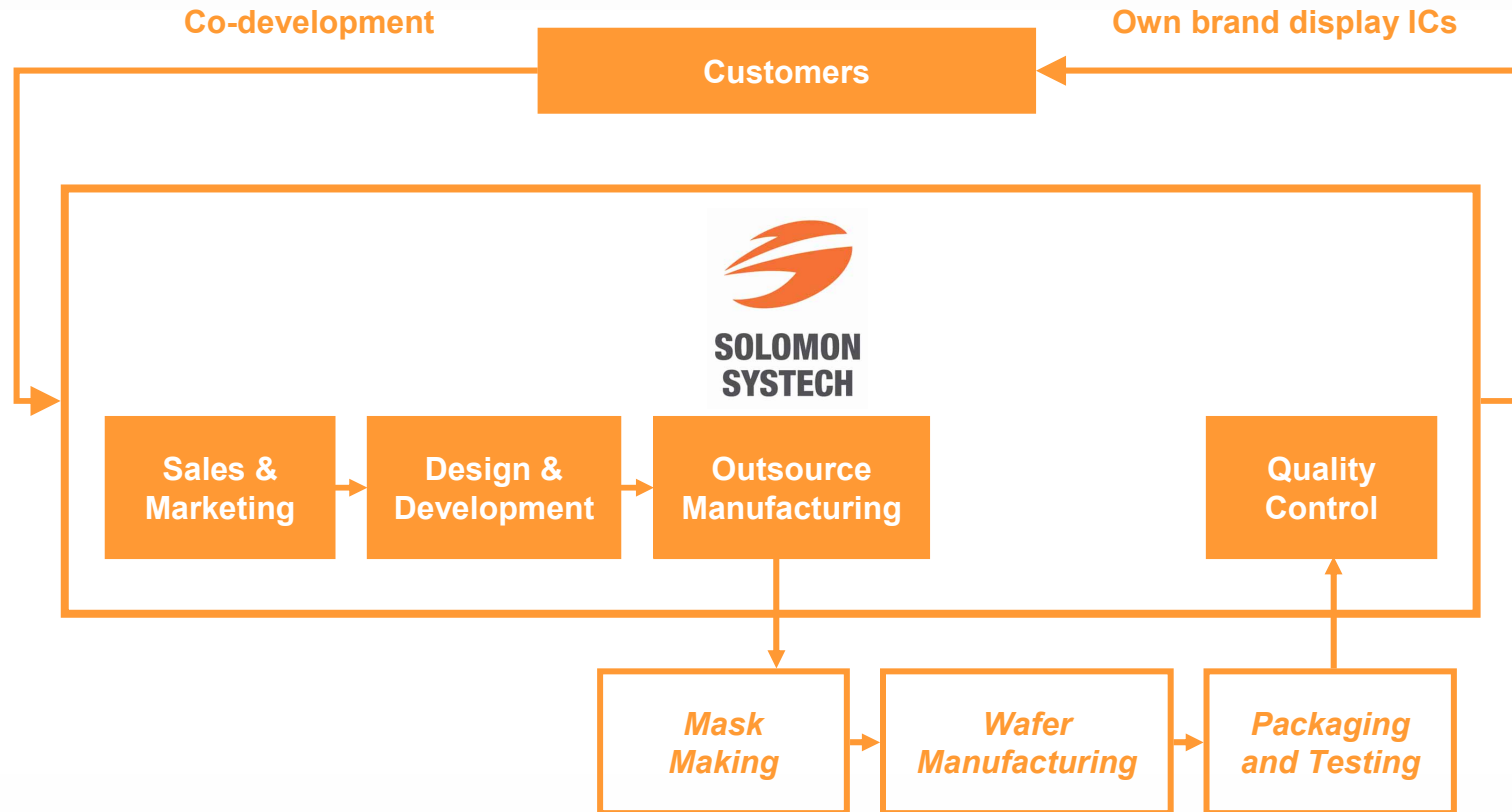 Co-development
Own brand display ICs
Customers
SOLOMON
SYSTECH
Sales &
Marketing
Design &
Development
Outsource
Manufacturing
Quality
Control
Mask
Making
Wafer
Manufacturing
Packaging
and Testing